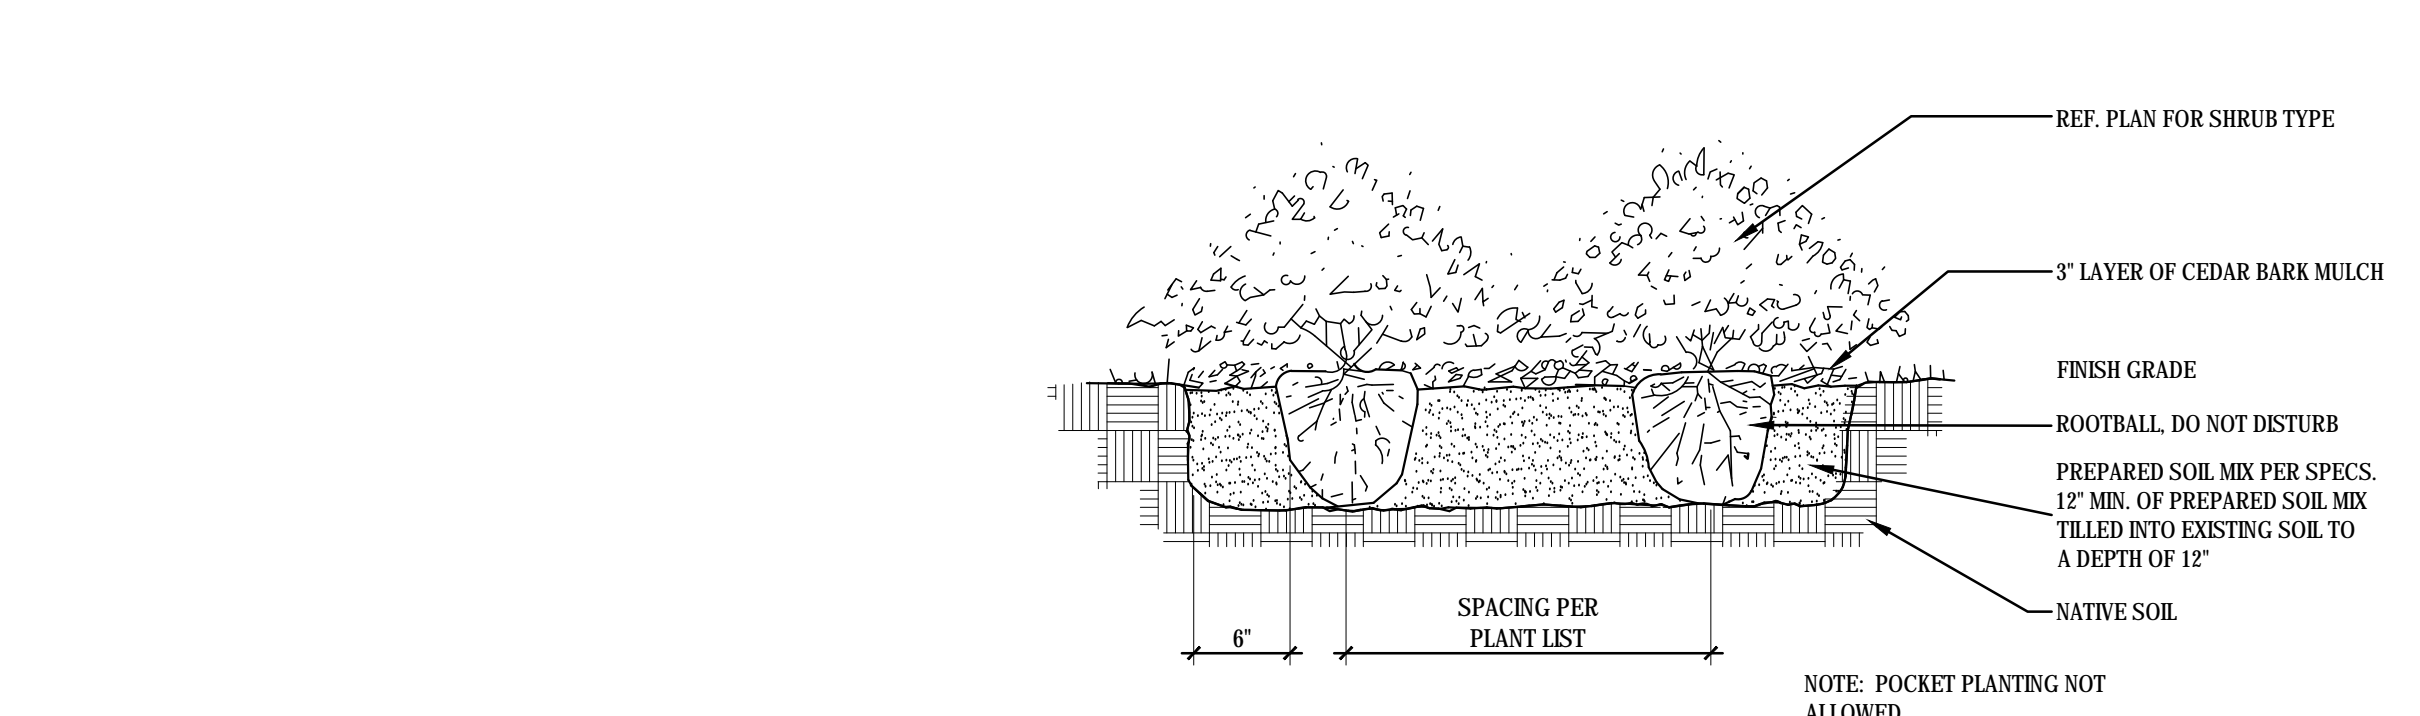 REF. PLAN FOR SHRUB TYPE
3" LAYER OF CEDAR BARK MULCH
FINISH GRADE
ROOTBALL, DO NOT DISTURB
PREPARED SOIL MIX PER SPECS.
12" MIN. OF PREPARED SOIL MIX
TILLED INTO EXISTING SOIL TO
A DEPTH OF 12"
NATIVE SOIL
SPACING PER
PLANT LIST
6"
NOTE: POCKET PLANTING NOT
ALLOWED